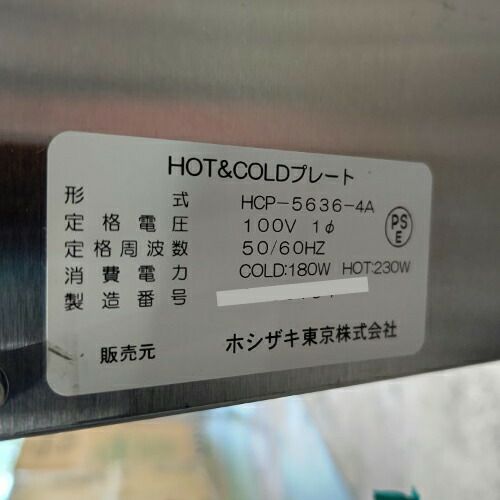 HOT&COLDプレート
形式 HCP-5636-4A
定格電圧 100V 1φ
定格周波数 50/60HZ
消費電力 COLD:180W HOT:230W
製造番号
販売元 ホシザキ東京株式会社
PSE